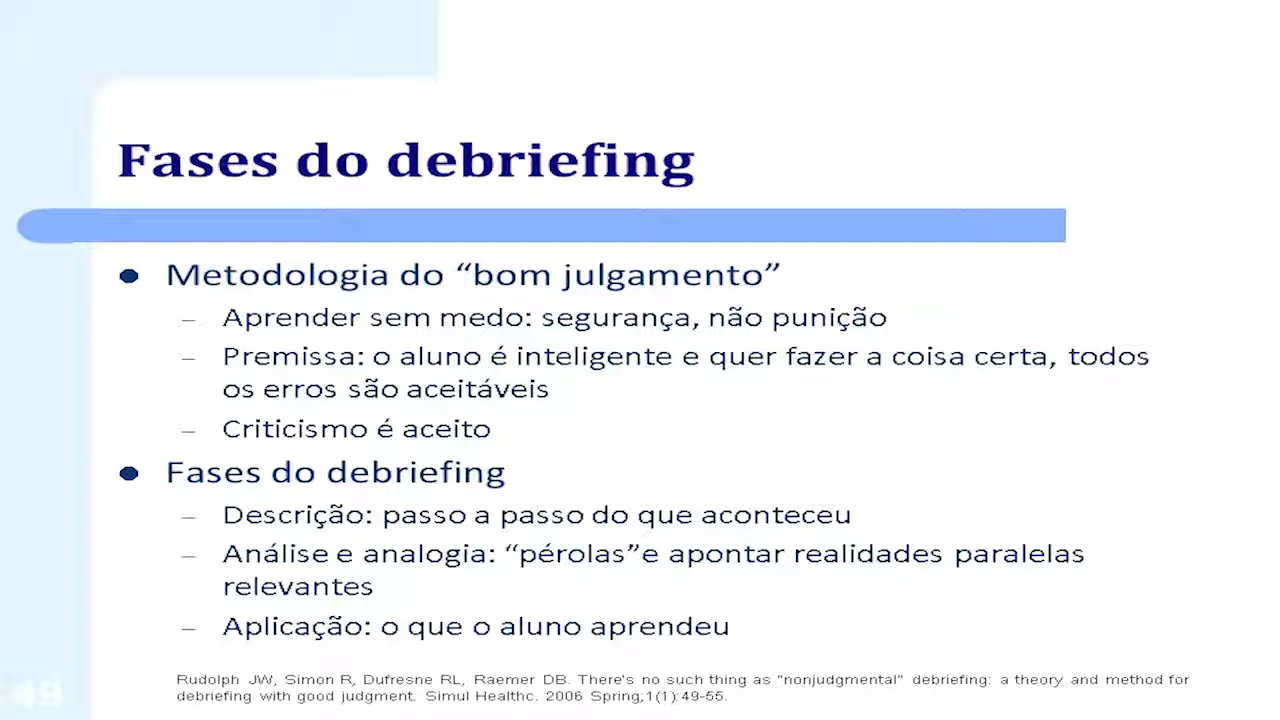 Fases do debriefing
● Metodologia do “bom julgamento”
– Aprender sem medo: segurança, não punição
– Premissa: o aluno é inteligente e quer fazer a coisa certa, todos
os erros são aceitáveis
– Criticismo é aceito
● Fases do debriefing
– Descrição: passo a passo do que aconteceu
– Análise e analogia: “pérolas”e apontar realidades paralelas
relevantes
– Aplicação: o que o aluno aprendeu
Rudolph JW, Simon R, Dufresne RL, Raemer DB. There's no such thing as "nonjudgmental" debriefing: a theory and method for
debriefing with good judgment. Simul Healthc. 2006 Spring;1(1):49-55.
:49